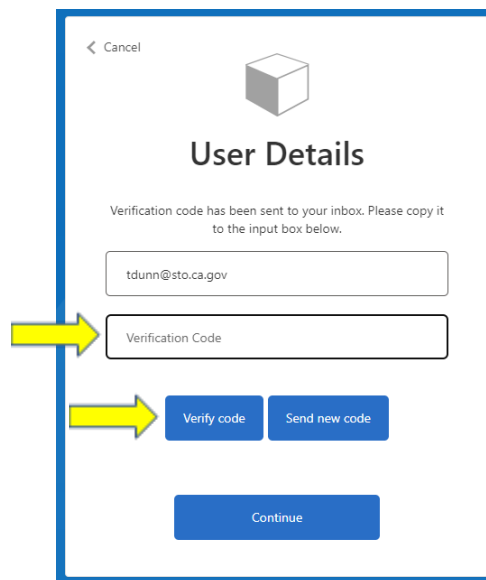 Cancel
User Details
Verification code has been sent to your inbox. Please copy it
to the input box below.
tdunn@sto.ca.gov
Verification Code
Verify code
Send new code
Continue